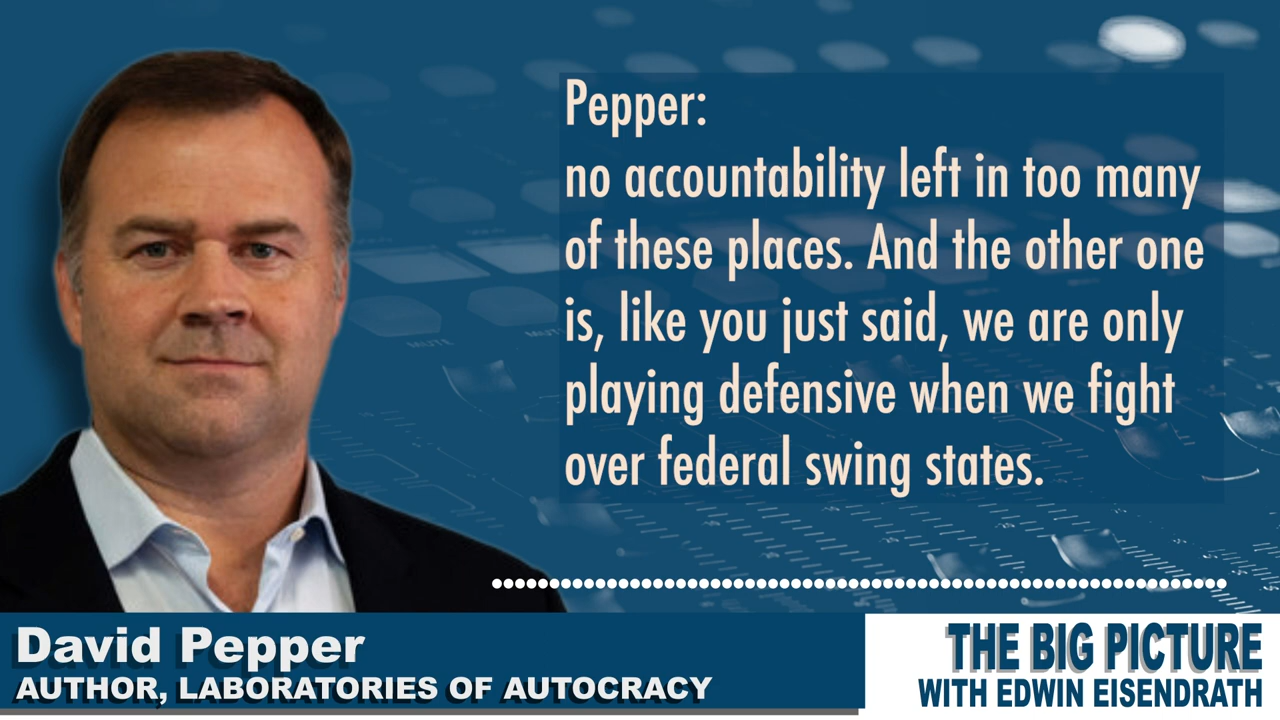 Pepper:
no accountability left in too many
of these places. And the other one
is, like you just said, we are only
playing defensive when we fight
over federal swing states.
David Pepper
AUTHOR, LABORATORIES OF AUTOCRACY
THE BIG PICTURE
WITH EDWIN EISENDRATH